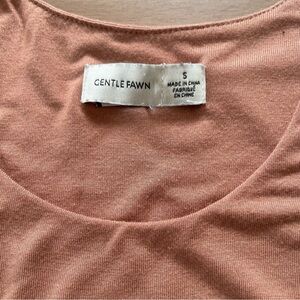 GENTLE FAWN
S
MADE IN CHINA
FABRIQUÉ
EN CHINE